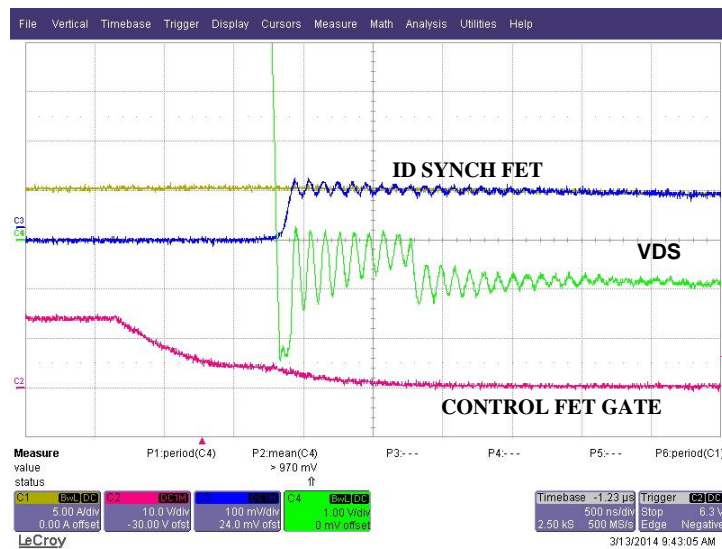 File Vertical Timebase Trigger Display Cursors Measure Math Analysis Utilities Help
ID SYNCH FET
C3
C4
VDS
C2
CONTROL FET GATE
Measure P1:period(C4) P2:mean(C4) P3:- - - P4:- - - P5:- - - P6:period(C1)
value > 970 mV
status
C1 BwL DC
5.00 A/div
0.00 A offset
C2 DC1M
10.0 V/div
-30.00 V ofst
100 mV/div
24.0 mV offset
C4 BwL DC
1.00 V/div
0 mV offset
Timebase -1.23 µs
500 ns/div
2.50 kS 500 MS/s
Trigger C2 DC
Stop 6.3 V
Edge Negative
LeCroy
3/13/2014 9:43:05 AM